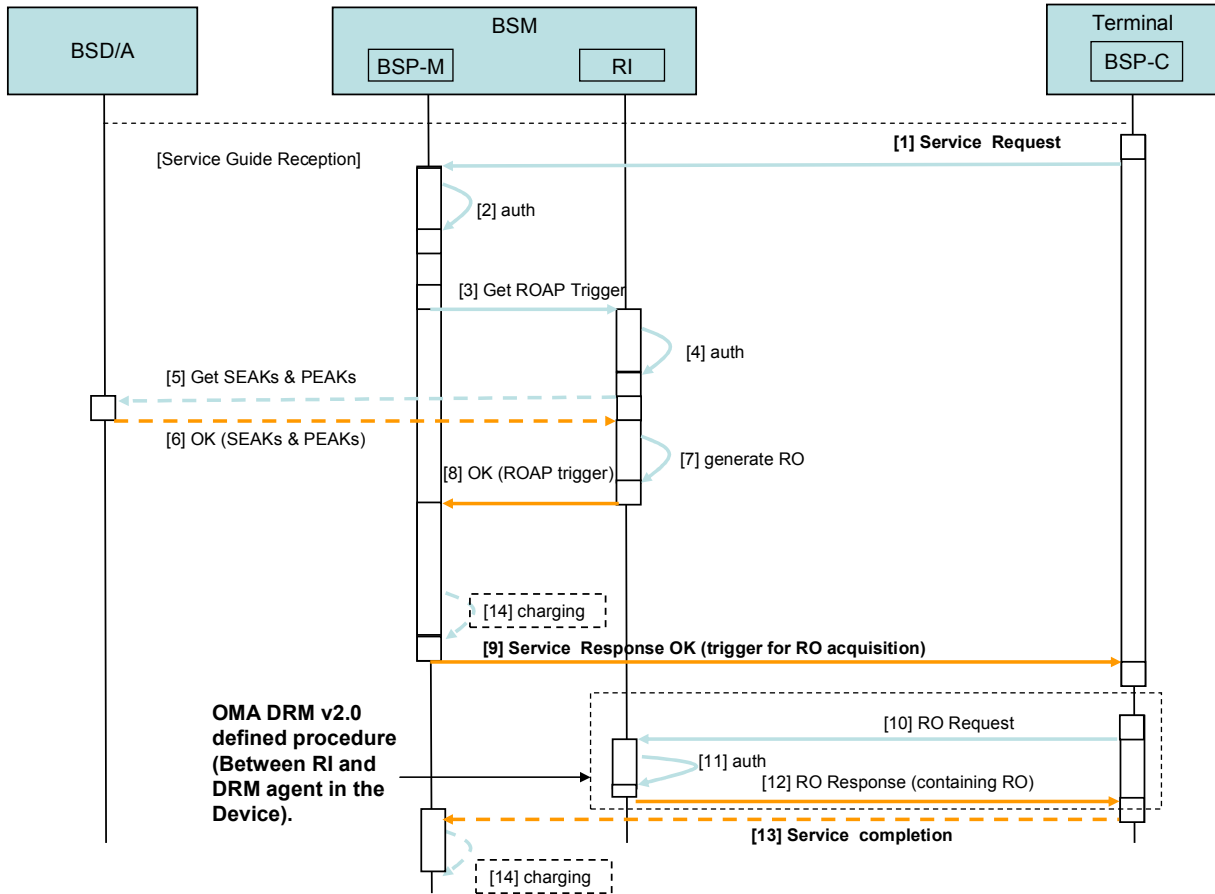 BSD/A
BSM
BSP-M
RI
Terminal
BSP-C
[1] Service Request
[Service Guide Reception]
[2] auth
[3] Get ROAP Trigger
[4] auth
[5] Get SEAKs & PEAKs
[6] OK (SEAKs & PEAKs)
[7] generate RO
[8] OK (ROAP trigger)
[14] charging
[9] Service Response OK (trigger for RO acquisition)
OMA DRM v2.0
defined procedure
(Between RI and
DRM agent in the
Device).
[10] RO Request
[11] auth
[12] RO Response (containing RO)
[13] Service completion
[14] charging